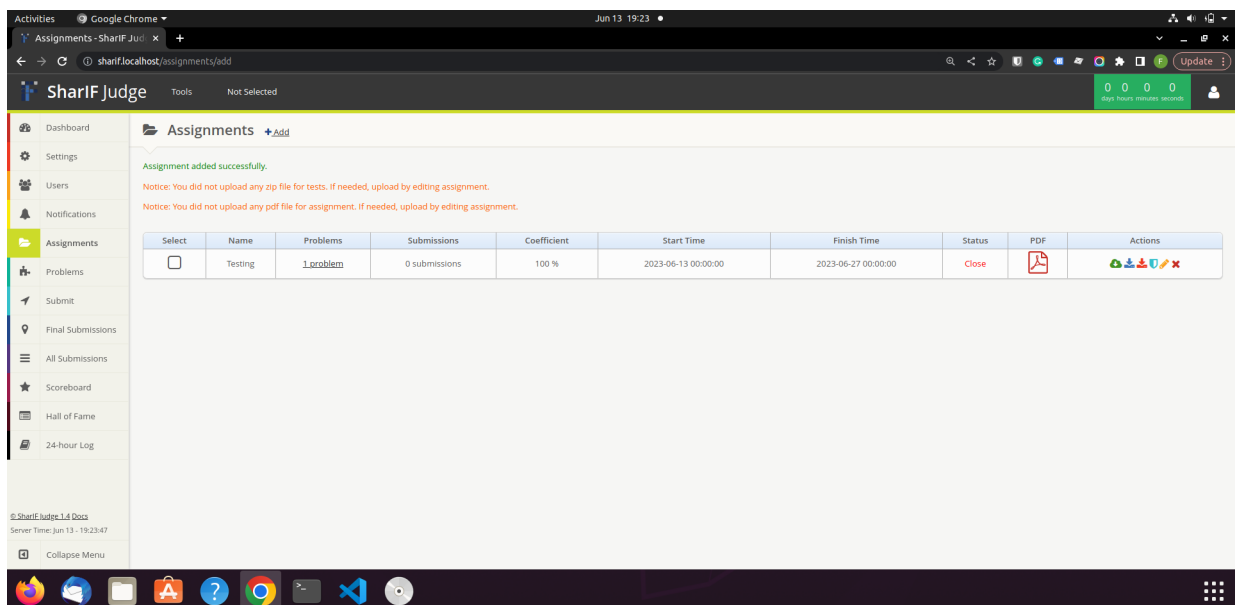 Activities Google Chrome Jun 13 19:23
Assignments - SharIF Jud
sharif.localhost/assignments/add Update
SharIF Judge Tools Not Selected 0 0 0 0
days hours minutes seconds
Dashboard
Settings
Users
Notifications
Assignments
Problems
Submit
Final Submissions
All Submissions
Scoreboard
Hall of Fame
24-hour Log
© SharIF Judge 1.4 Docs
Server Time: Jun 13 - 19:23:47
Collapse Menu
Assignments +Add
Assignment added successfully.
Notice: You did not upload any zip file for tests. If needed, upload by editing assignment.
Notice: You did not upload any pdf file for assignment. If needed, upload by editing assignment.
Select Name Problems Submissions Coefficient Start Time Finish Time Status PDF Actions
Testing 1 problem 0 submissions 100 % 2023-06-13 00:00:00 2023-06-27 00:00:00 Close